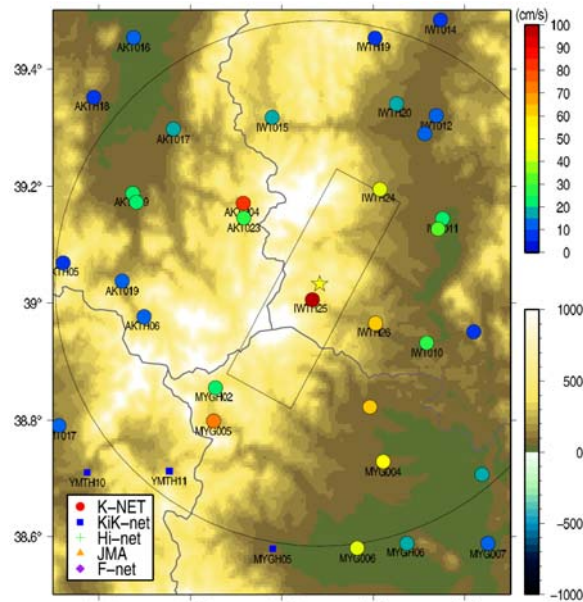 (cm/s)
IWT014
AKT016
IWTH19
100
90
39.4°
80
AKTH18
IWTH20
70
IWT015
IWT012
60
AKT017
50
40
39.2°
IWTH24
30
AKTH04
20
AKT023
10
0
AKT019
IWTH25
39°
1000
AKTH06
IWTH26
IWT010
500
MYGH02
38.8°
MYG005
0
MYG004
YMTH10
YMTH11
-500
K-NET
KiK-net
Hi-net
JMA
F-net
38.6°
MYGH05
MYG006
MYGH06
MYG007
-1000